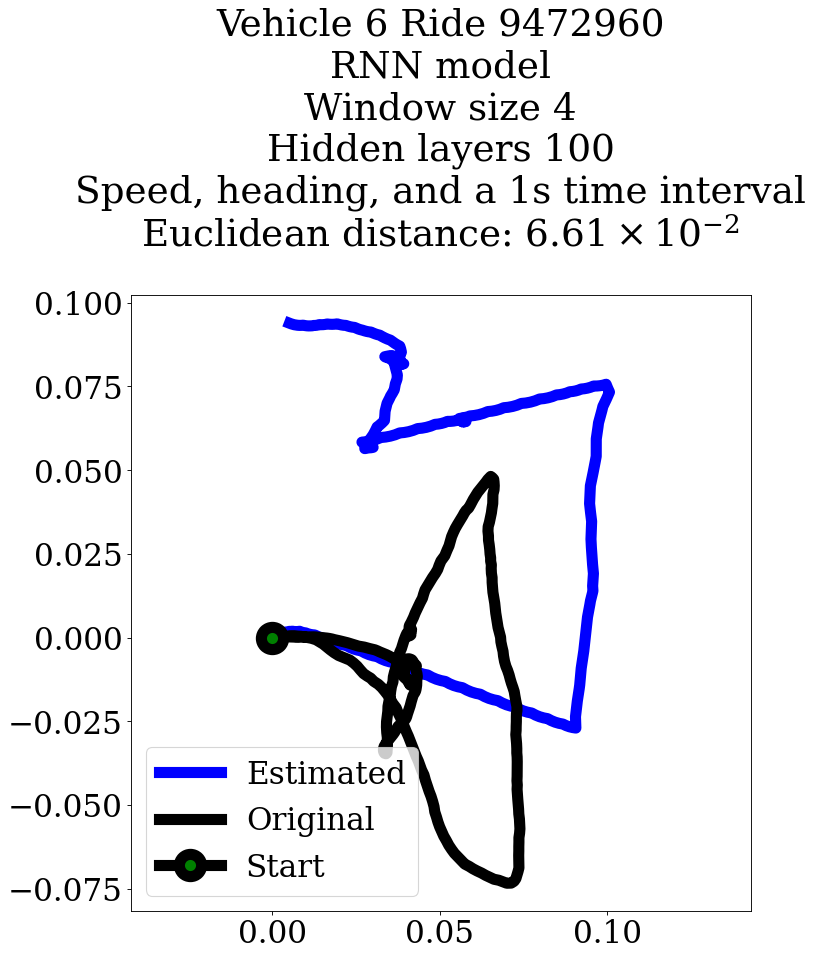 Vehicle 6 Ride 9472960
RNN model
Window size 4
Hidden layers 100
Speed, heading, and a 1s time interval
Euclidean distance: 6.61 × 10⁻²
0.100
0.075
0.050
0.025
0.000
−0.025
−0.050
−0.075
Estimated
Original
Start
0.00 0.05 0.10